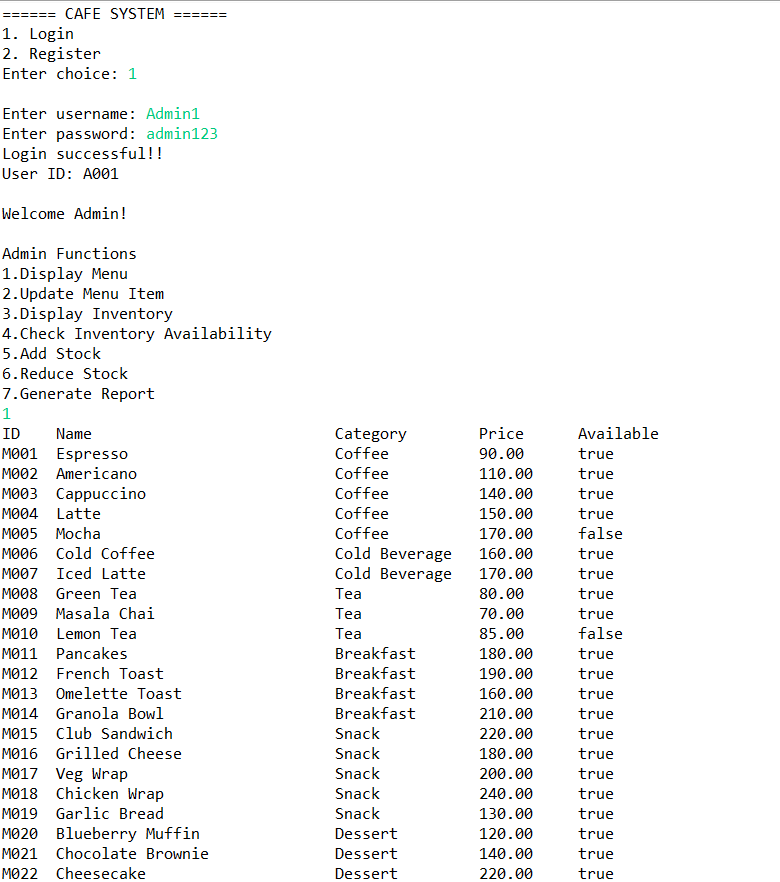 ====== CAFE SYSTEM ======
1. Login
2. Register
Enter choice: 1
Enter username: Admin1
Enter password: admin123
Login successful!!
User ID: A001
Welcome Admin!
Admin Functions
1.Display Menu
2.Update Menu Item
3.Display Inventory
4.Check Inventory Availability
5.Add Stock
6.Reduce Stock
7.Generate Report
1
ID Name Category Price Available
M001 Espresso Coffee 90.00 true
M002 Americano Coffee 110.00 true
M003 Cappuccino Coffee 140.00 true
M004 Latte Coffee 150.00 true
M005 Mocha Coffee 170.00 false
M006 Cold Coffee Cold Beverage 160.00 true
M007 Iced Latte Cold Beverage 170.00 true
M008 Green Tea Tea 80.00 true
M009 Masala Chai Tea 70.00 true
M010 Lemon Tea Tea 85.00 false
M011 Pancakes Breakfast 180.00 true
M012 French Toast Breakfast 190.00 true
M013 Omelette Toast Breakfast 160.00 true
M014 Granola Bowl Breakfast 210.00 true
M015 Club Sandwich Snack 220.00 true
M016 Grilled Cheese Snack 180.00 true
M017 Veg Wrap Snack 200.00 true
M018 Chicken Wrap Snack 240.00 true
M019 Garlic Bread Snack 130.00 true
M020 Blueberry Muffin Dessert 120.00 true
M021 Chocolate Brownie Dessert 140.00 true
M022 Cheesecake Dessert 220.00 true